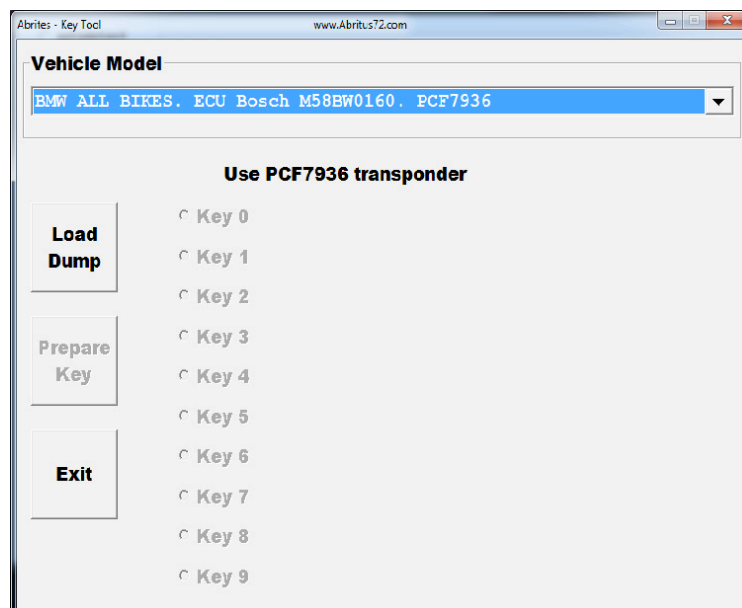 Abrites - Key Tool
www.Abritus72.com
Vehicle Model
BMW ALL BIKES. ECU Bosch M58BW0160. PCF7936
Use PCF7936 transponder
Load
Dump
Prepare
Key
Exit
Key 0
Key 1
Key 2
Key 3
Key 4
Key 5
Key 6
Key 7
Key 8
Key 9